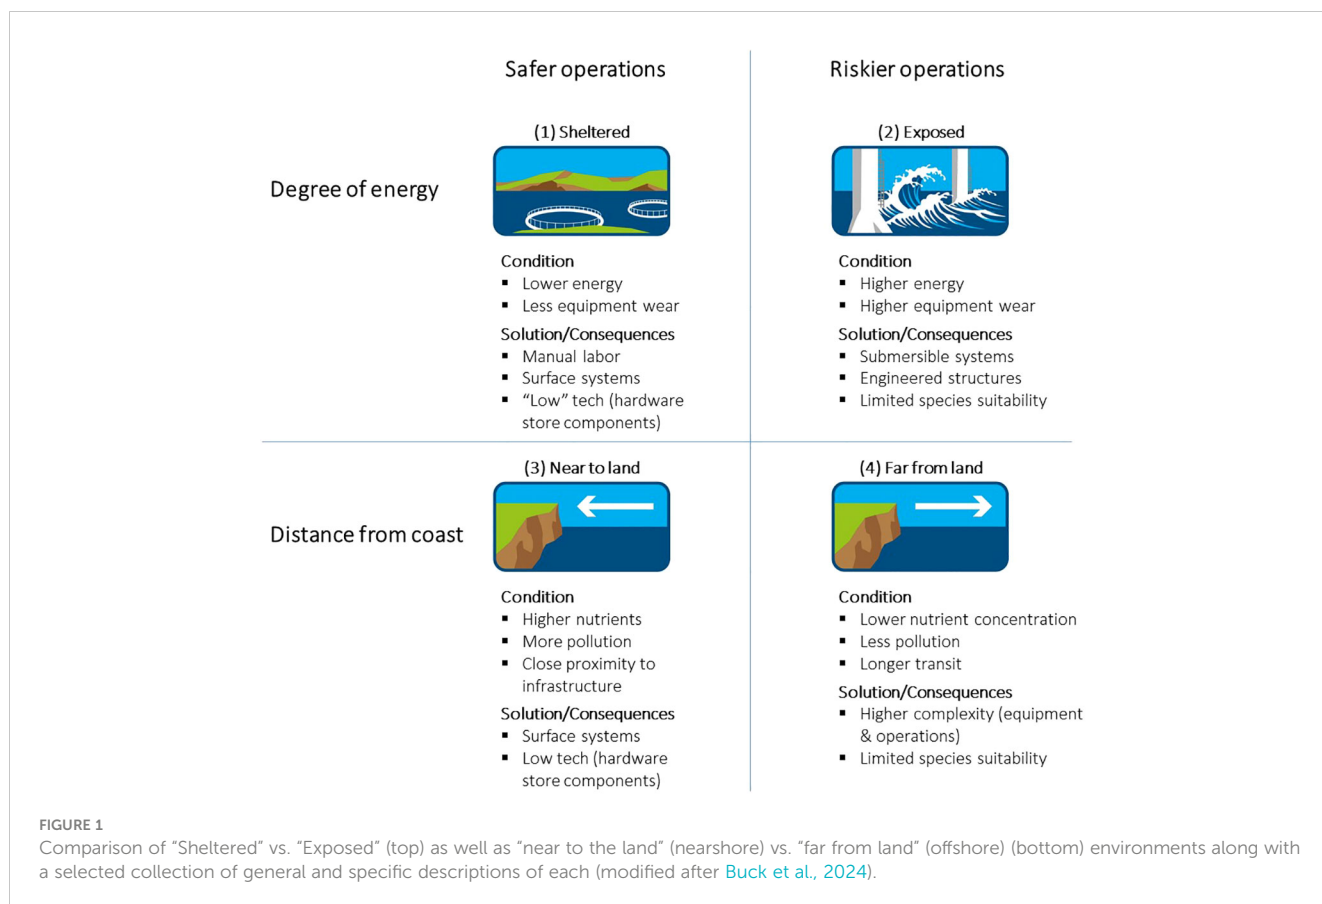 Safer operations
Riskier operations
Degree of energy
(1) Sheltered
Condition
▪ Lower energy
▪ Less equipment wear
Solution/Consequences
▪ Manual labor
▪ Surface systems
▪ “Low” tech (hardware
store components)
(2) Exposed
Condition
▪ Higher energy
▪ Higher equipment wear
Solution/Consequences
▪ Submersible systems
▪ Engineered structures
▪ Limited species suitability
Distance from coast
(3) Near to land
Condition
▪ Higher nutrients
▪ More pollution
▪ Close proximity to
infrastructure
Solution/Consequences
▪ Surface systems
▪ Low tech (hardware
store components)
(4) Far from land
Condition
▪ Lower nutrient concentration
▪ Less pollution
▪ Longer transit
Solution/Consequences
▪ Higher complexity (equipment
& operations)
▪ Limited species suitability
FIGURE 1
Comparison of “Sheltered” vs. “Exposed” (top) as well as “near to the land” (nearshore) vs. “far from land” (offshore) (bottom) environments along with
a selected collection of general and specific descriptions of each (modified after Buck et al., 2024).